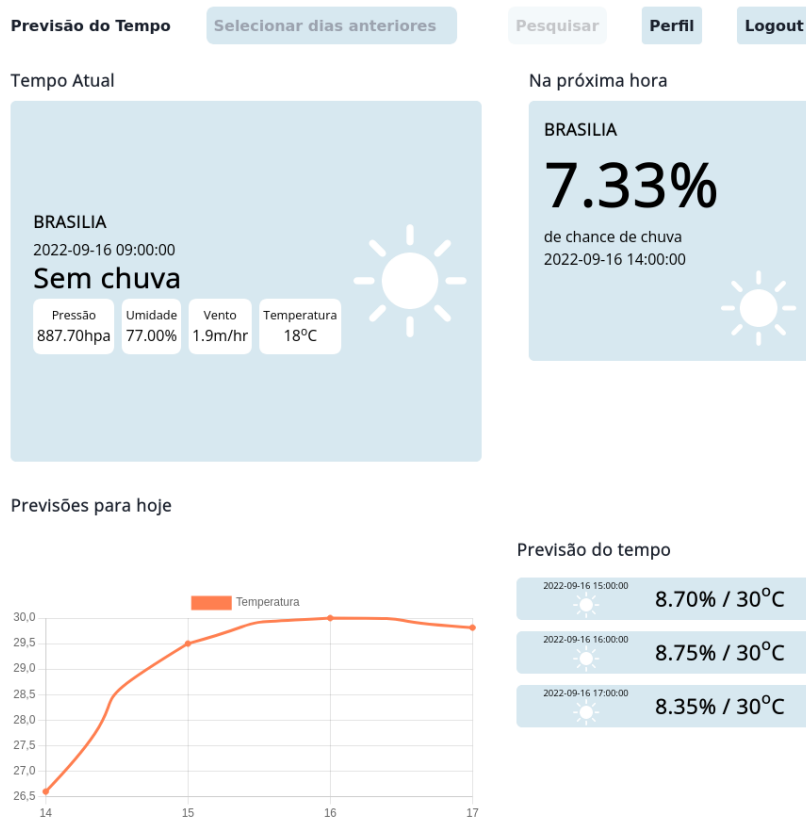 Previsão do Tempo
Selecionar dias anteriores
Pesquisar
Perfil
Logout
Tempo Atual
BRASILIA
2022-09-16 09:00:00
Sem chuva
Pressão
887.70hpa
Umidade
77.00%
Vento
1.9m/hr
Temperatura
18°C
Na próxima hora
BRASILIA
7.33%
de chance de chuva
2022-09-16 14:00:00
Previsões para hoje
Temperatura
30,0
29,5
29,0
28,5
28,0
27,5
27,0
26,5
14
15
16
17
Previsão do tempo
2022-09-16 15:00:00
8.70% / 30°C
2022-09-16 16:00:00
8.75% / 30°C
2022-09-16 17:00:00
8.35% / 30°C